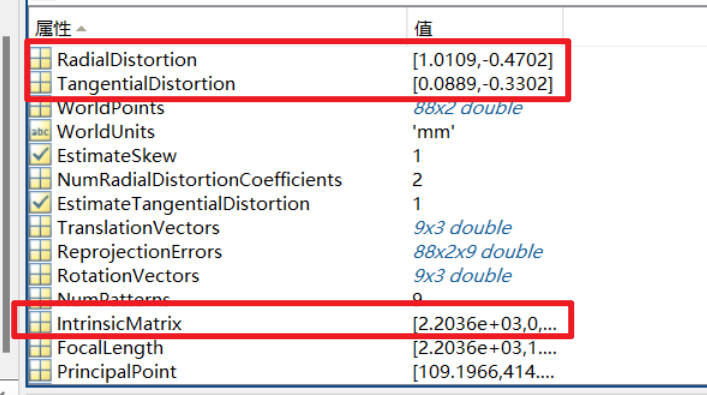 属性 值
RadialDistortion [1.0109,-0.4702]
TangentialDistortion [0.0889,-0.3302]
WorldPoints 88x2 double
abc WorldUnits 'mm'
EstimateSkew 1
NumRadialDistortionCoefficients 2
EstimateTangentialDistortion 1
TranslationVectors 9x3 double
ReprojectionErrors 88x2x9 double
RotationVectors 9x3 double
NumPatterns 9
IntrinsicMatrix [2.2036e+03,0,...
FocalLength [2.2036e+03,1....
PrincipalPoint [109.1966,414....